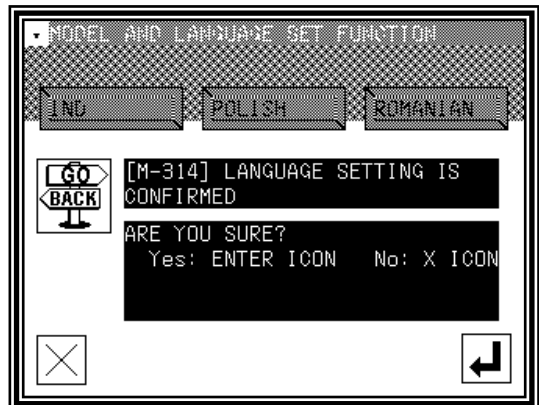 MODEL AND LANGUAGE SET FUNCTION
IND POLISH ROMANIAN
GO
BACK
[M-314] LANGUAGE SETTING IS
CONFIRMED
ARE YOU SURE?
Yes: ENTER ICON No: X ICON